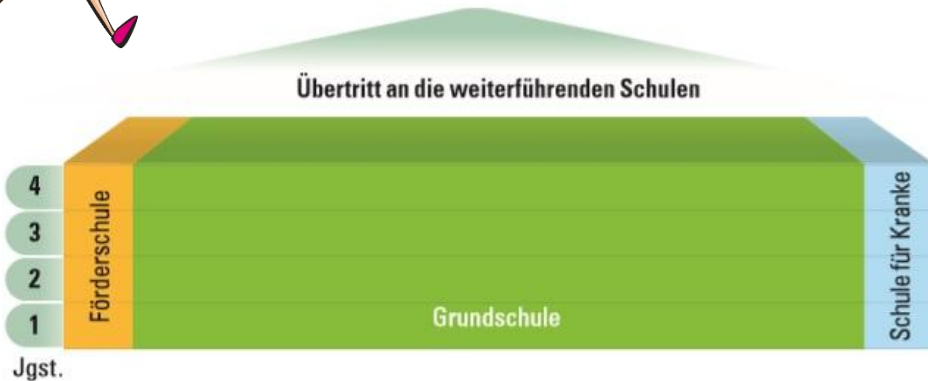 Übertritt an die weiterführenden Schulen
4
3
2
1
Jgst.
Förderschule
Grundschule
Schule für Kranke